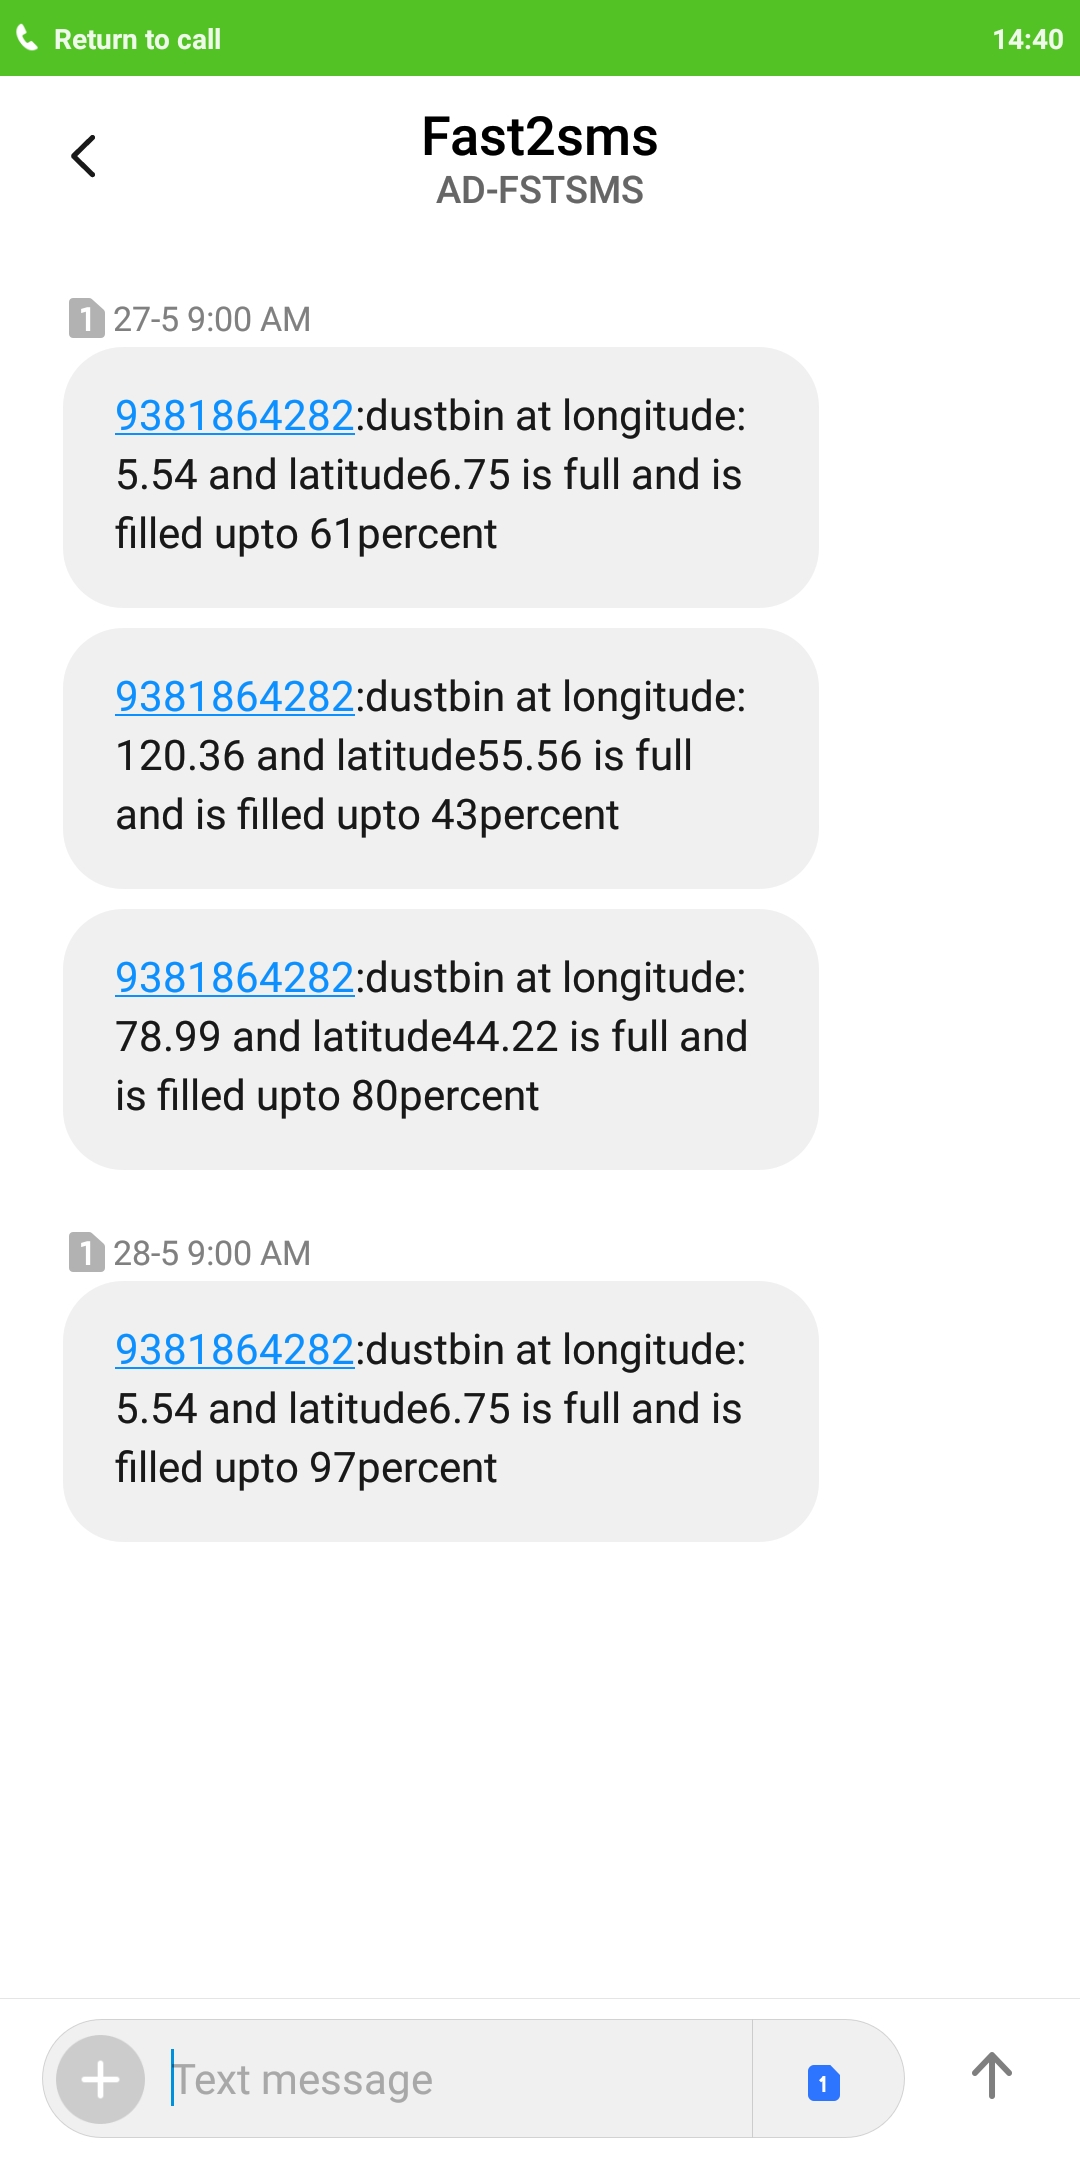 Return to call 14:40
Fast2sms
AD-FSTSMS
1 27-5 9:00 AM
9381864282:dustbin at longitude:
5.54 and latitude6.75 is full and is
filled upto 61percent
9381864282:dustbin at longitude:
120.36 and latitude55.56 is full
and is filled upto 43percent
9381864282:dustbin at longitude:
78.99 and latitude44.22 is full and
is filled upto 80percent
1 28-5 9:00 AM
9381864282:dustbin at longitude:
5.54 and latitude6.75 is full and is
filled upto 97percent
Text message 1